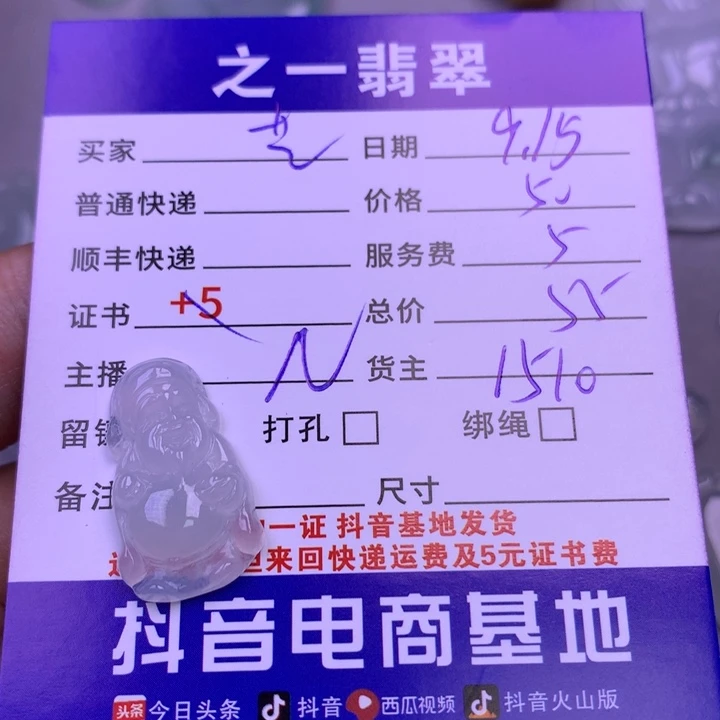 之一翡翠
买家 日期 9.15
普通快递 价格 50
顺丰快递 服务费 5
证书 +5 总价 55
主播 N 货主 1510
留 打孔 绑绳
备注 尺寸
一证 抖音基地发货
来回快递运费及5元证书费
抖音电商基地
头条 今日头条 抖音 西瓜视频 抖音火山版